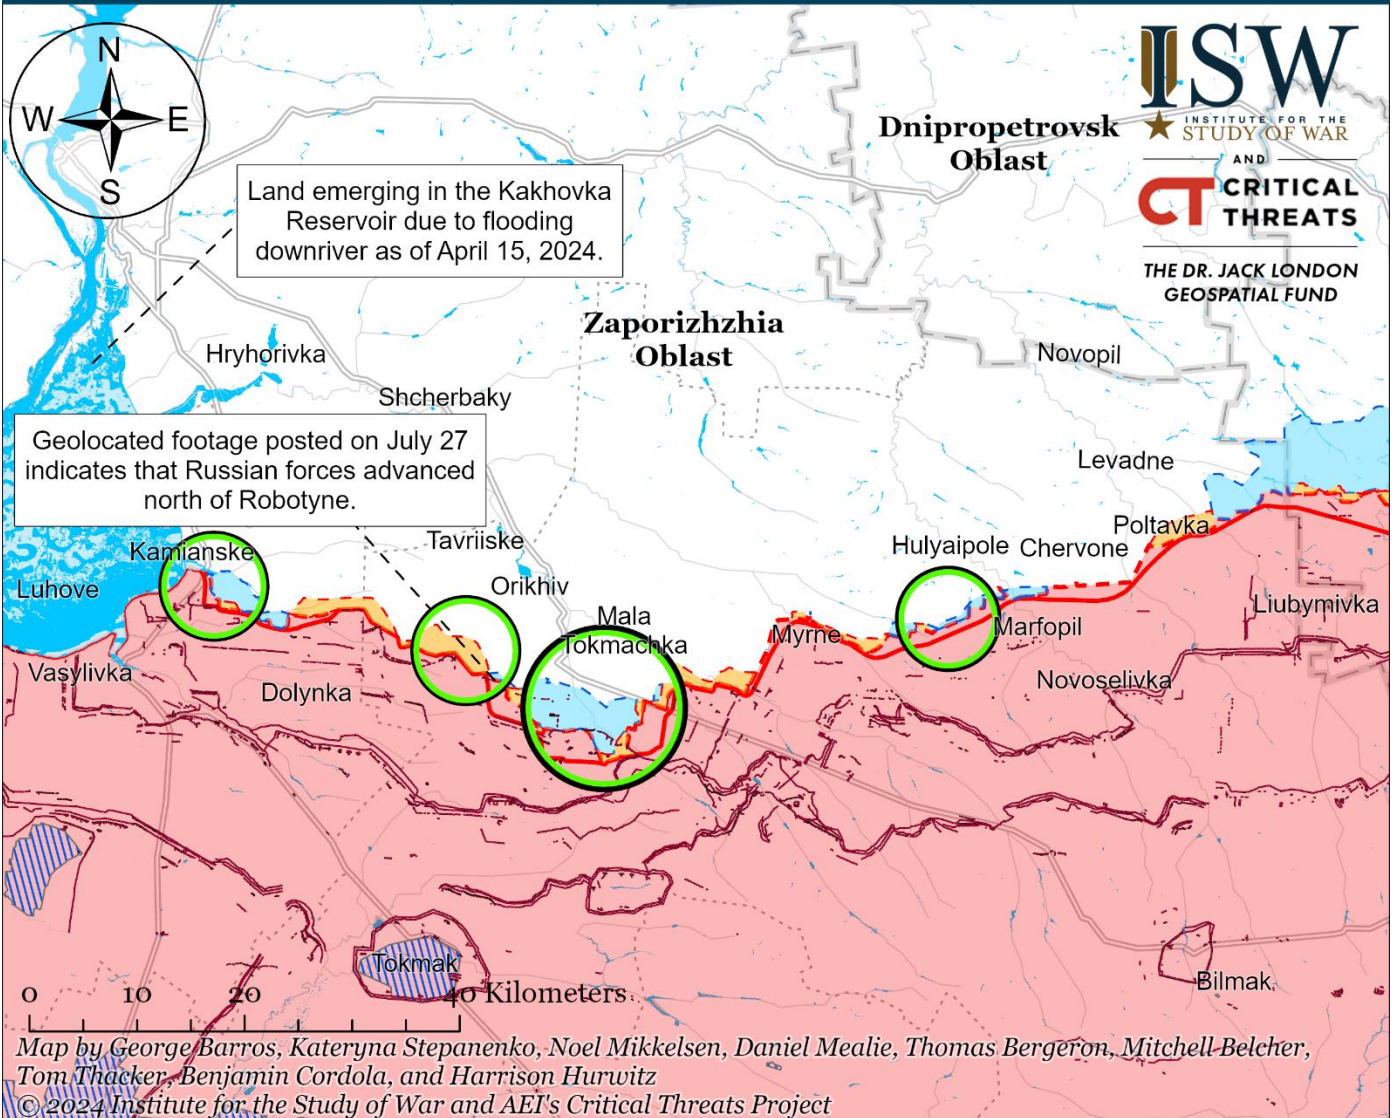 N
W
E
S
ISW
INSTITUTE FOR THE
STUDY OF WAR
AND
CT CRITICAL
THREATS
THE DR. JACK LONDON
GEOSPATIAL FUND
Dnipropetrovsk
Oblast
Land emerging in the Kakhovka
Reservoir due to flooding
downriver as of April 15, 2024.
Zaporizhzhia
Oblast
Hryhorivka
Novopil
Shcherbaky
Geolocated footage posted on July 27
indicates that Russian forces advanced
north of Robotyne.
Levadne
Poltavka
Tavriiske
Hulyaipole
Chervone
Kamianske
Luhove
Orikhiv
Mala
Tokmachka
Liubymivka
Myrne
Marfopil
Vasylivka
Dolynka
Novoselivka
Tokmak
Bilmak
0 10 20 40 Kilometers
Map by George Barros, Kateryna Stepanenko, Noel Mikkelsen, Daniel Mealie, Thomas Bergeron, Mitchell Belcher,
Tom Thacker, Benjamin Cordola, and Harrison Hurwitz
© 2024 Institute for the Study of War and AEI's Critical Threats Project